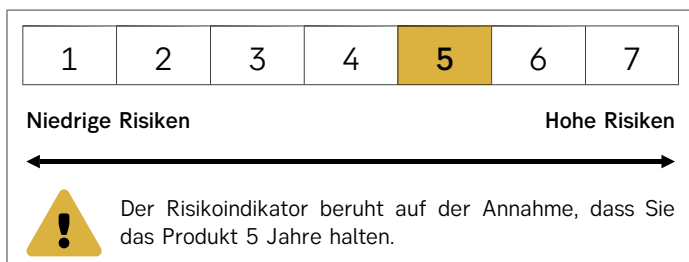 1 2 3 4 5 6 7
Niedrige Risiken Hohe Risiken
Der Risikoindikator beruht auf der Annahme, dass Sie
das Produkt 5 Jahre halten.